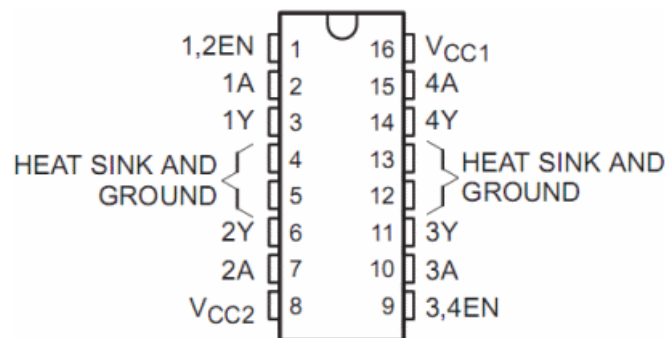 1,2EN 1 16 VCC1
1A 2 15 4A
1Y 3 14 4Y
HEAT SINK AND GROUND 4 13 HEAT SINK AND GROUND
5 12
2Y 6 11 3Y
2A 7 10 3A
VCC2 8 9 3,4EN